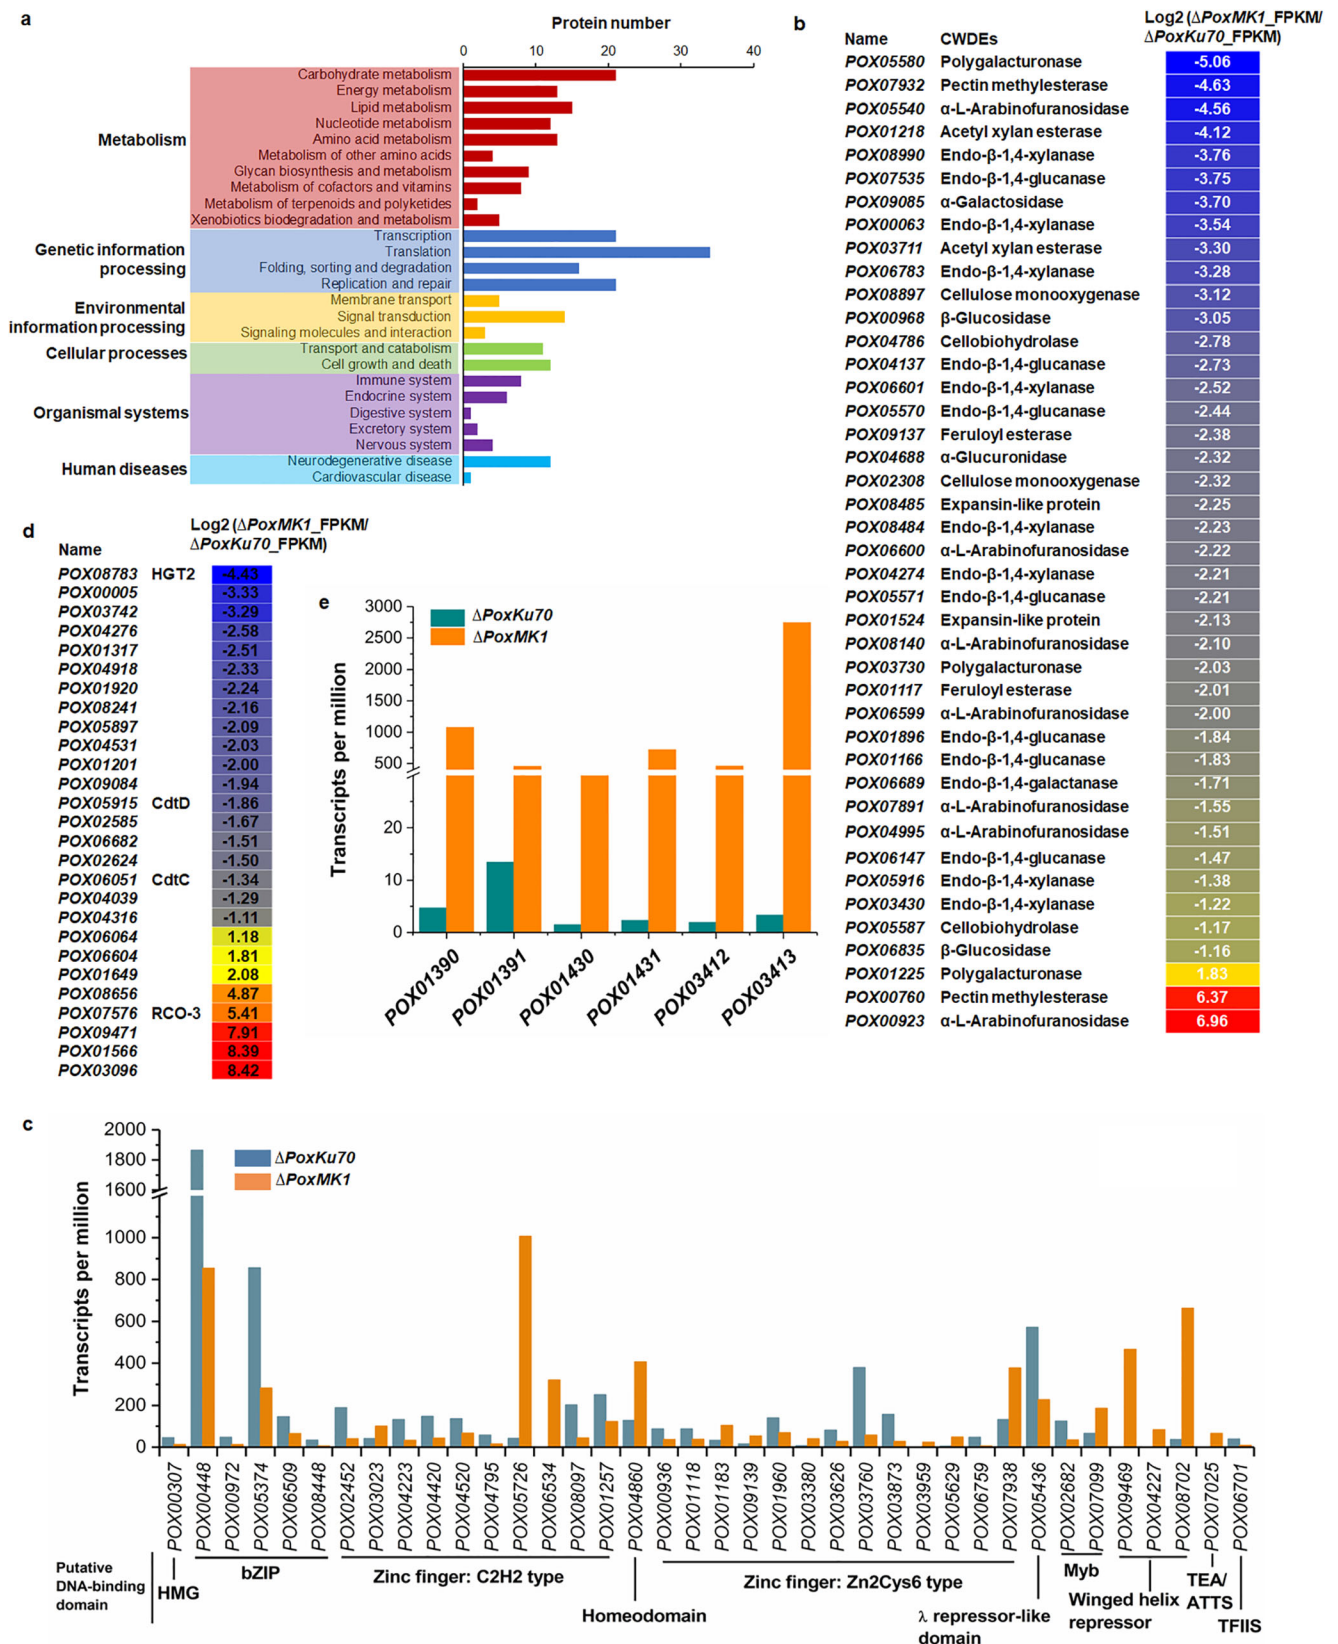 a
Protein number
0 10 20 30 40
Metabolism
Carbohydrate metabolism
Energy metabolism
Lipid metabolism
Nucleotide metabolism
Amino acid metabolism
Metabolism of other amino acids
Glycan biosynthesis and metabolism
Metabolism of cofactors and vitamins
Metabolism of terpenoids and polyketides
Xenobiotics biodegradation and metabolism
Genetic information
processing
Transcription
Translation
Folding, sorting and degradation
Replication and repair
Environmental
information processing
Membrane transport
Signal transduction
Signaling molecules and interaction
Cellular processes
Transport and catabolism
Cell growth and death
Organismal systems
Immune system
Endocrine system
Digestive system
Excretory system
Nervous system
Human diseases
Neurodegenerative disease
Cardiovascular disease
b
Log2 (ΔPoxMK1_FPKM/
ΔPoxKu70_FPKM)
Name CWDEs
POX05580 Polygalacturonase -5.06
POX07932 Pectin methylesterase -4.63
POX05540 α-L-Arabinofuranosidase -4.56
POX01218 Acetyl xylan esterase -4.12
POX08990 Endo-β-1,4-xylanase -3.76
POX07535 Endo-β-1,4-glucanase -3.75
POX09085 α-Galactosidase -3.70
POX00063 Endo-β-1,4-xylanase -3.54
POX03711 Acetyl xylan esterase -3.30
POX06783 Endo-β-1,4-xylanase -3.28
POX08897 Cellulose monooxygenase -3.12
POX00968 β-Glucosidase -3.05
POX04786 Cellobiohydrolase -2.78
POX04137 Endo-β-1,4-glucanase -2.73
POX06601 Endo-β-1,4-xylanase -2.52
POX05570 Endo-β-1,4-glucanase -2.44
POX09137 Feruloyl esterase -2.38
POX04688 α-Glucuronidase -2.32
POX02308 Cellulose monooxygenase -2.32
POX08485 Expansin-like protein -2.25
POX08484 Endo-β-1,4-xylanase -2.23
POX06600 α-L-Arabinofuranosidase -2.22
POX04274 Endo-β-1,4-xylanase -2.21
POX05571 Endo-β-1,4-glucanase -2.21
POX01524 Expansin-like protein -2.13
POX08140 α-L-Arabinofuranosidase -2.10
POX03730 Polygalacturonase -2.03
POX01117 Feruloyl esterase -2.01
POX06599 α-L-Arabinofuranosidase -2.00
POX01896 Endo-β-1,4-glucanase -1.84
POX01166 Endo-β-1,4-glucanase -1.83
POX06689 Endo-β-1,4-galactanase -1.71
POX07891 α-L-Arabinofuranosidase -1.55
POX04995 α-L-Arabinofuranosidase -1.51
POX06147 Endo-β-1,4-glucanase -1.47
POX05916 Endo-β-1,4-xylanase -1.38
POX03430 Endo-β-1,4-xylanase -1.22
POX05587 Cellobiohydrolase -1.17
POX06835 β-Glucosidase -1.16
POX01225 Polygalacturonase 1.83
POX00760 Pectin methylesterase 6.37
POX00923 α-L-Arabinofuranosidase 6.96
d
Log2 (ΔPoxMK1_FPKM/
ΔPoxKu70_FPKM)
Name
POX08783 HGT2 -4.43
POX00005 -3.33
POX03742 -3.29
POX04276 -2.58
POX01317 -2.51
POX04918 -2.33
POX01920 -2.24
POX08241 -2.16
POX05897 -2.09
POX04531 -2.03
POX01201 -2.00
POX09084 -1.94
POX05915 CdtD -1.86
POX02585 -1.67
POX06682 -1.51
POX02624 -1.50
POX06051 CdtC -1.34
POX04039 -1.29
POX04316 -1.11
POX06064 1.18
POX06604 1.81
POX01649 2.08
POX08656 4.87
POX07576 RCO-3 5.41
POX09471 7.91
POX01566 8.39
POX03096 8.42
e
Transcripts per million
3000
2500
2000
1500
1000
500
20
10
0
ΔPoxKu70
ΔPoxMK1
POX01390 POX01391 POX01430 POX01431 POX03412 POX03413
c
Transcripts per million
2000
1800
1600
1000
800
600
400
200
0
ΔPoxKu70
ΔPoxMK1
POX00307 POX00448 POX00972 POX05374 POX06509 POX08448 POX02452 POX03023 POX04223 POX04420 POX04520 POX04795 POX05726 POX06534 POX08097 POX01257 POX04860 POX00936 POX01118 POX01183 POX09139 POX01960 POX03380 POX03626 POX03760 POX03873 POX03959 POX05629 POX06759 POX07938 POX05436 POX02682 POX07099 POX09469 POX04227 POX08702 POX07025 POX06701
Putative
DNA-binding
domain
HMG
bZIP
Zinc finger: C2H2 type
Homeodomain
Zinc finger: Zn2Cys6 type
λ repressor-like
domain
Myb
Winged helix
repressor
TEA/
ATTS
TFIIS